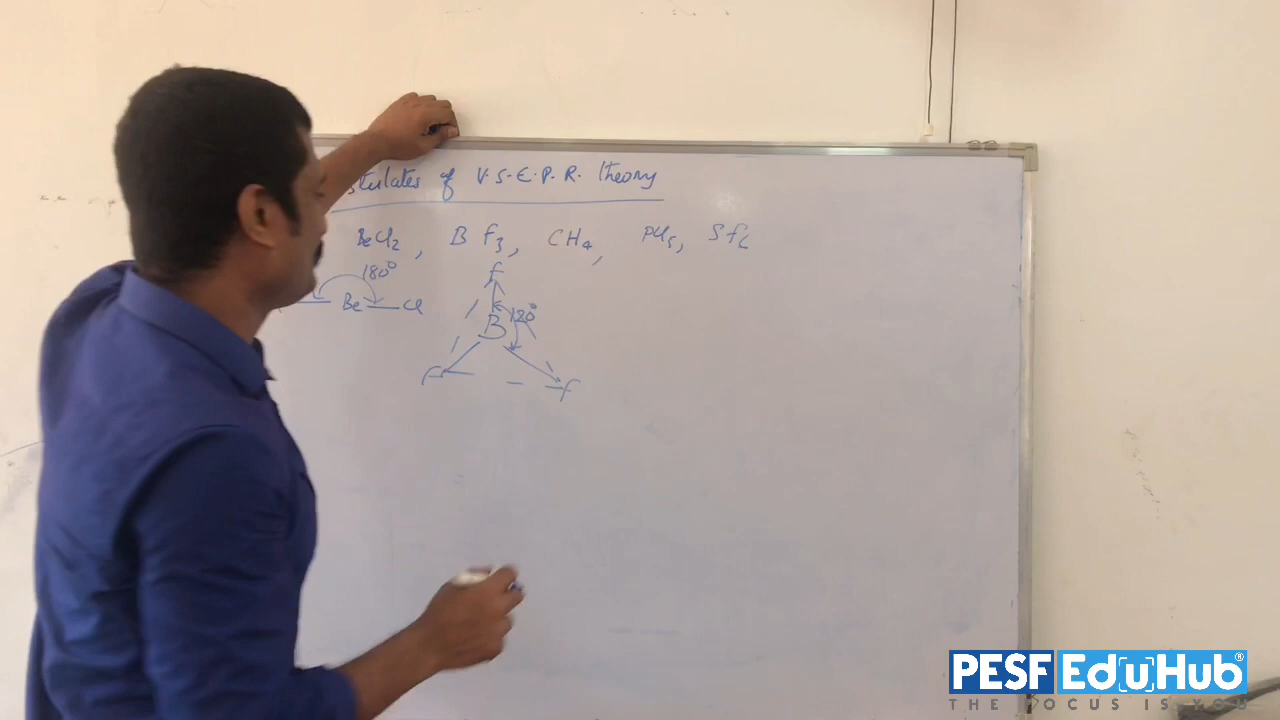 stulates of V.S.E.P.R. theory
BeCl2, BF3, CH4, PCl5, SF6
180°
Be Cl
f
120°
B
f f
PESF EduHub®
THE FOCUS IS YOU